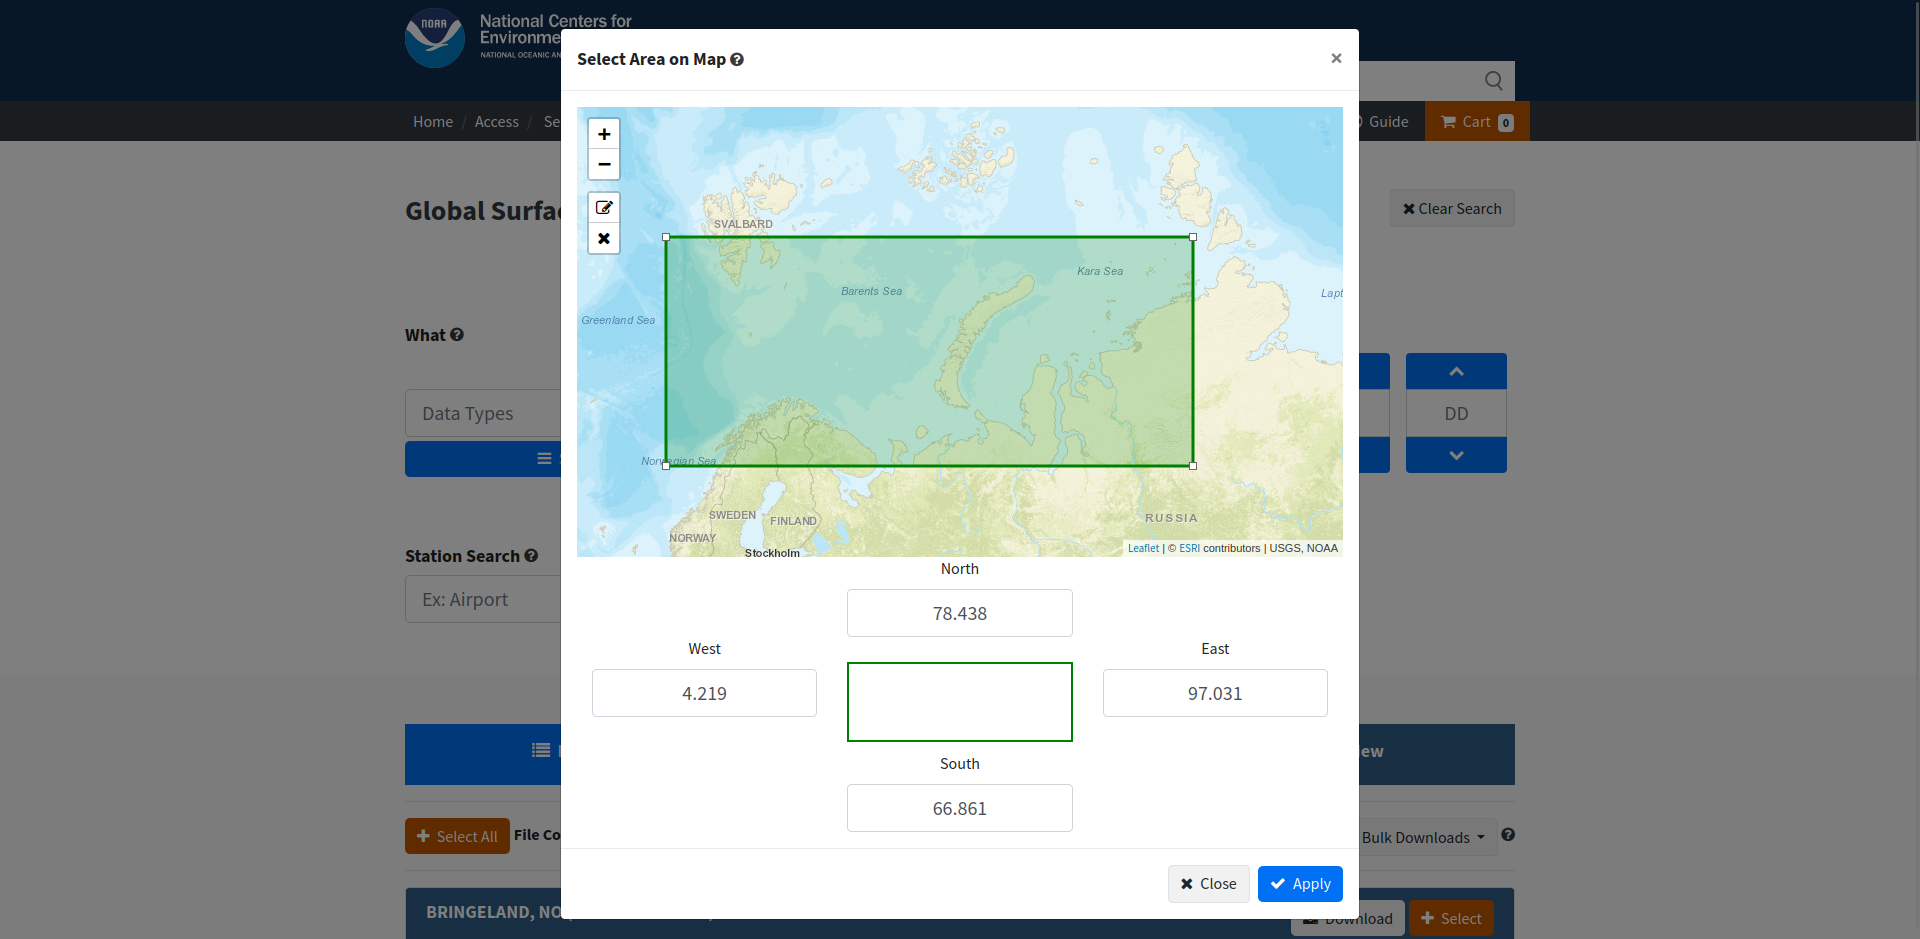 NOAA
National Centers for
Environme
NATIONAL OCEANIC AN
Home / Access / Se
Guide
Cart 0
Global Surfa
Clear Search
What
Data Types
DD
Station Search
Ex: Airport
Select All
File Co
Bulk Downloads
BRINGELAND, NO
Download
Select
ew
Select Area on Map
×
+
−
SVALBARD
Kara Sea
Barents Sea
Lapt
Greenland Sea
Norwegian Sea
SWEDEN
FINLAND
RUSSIA
NORWAY
Stockholm
Leaflet | © ESRI contributors | USGS, NOAA
North
78.438
West
East
4.219
97.031
South
66.861
Close
Apply